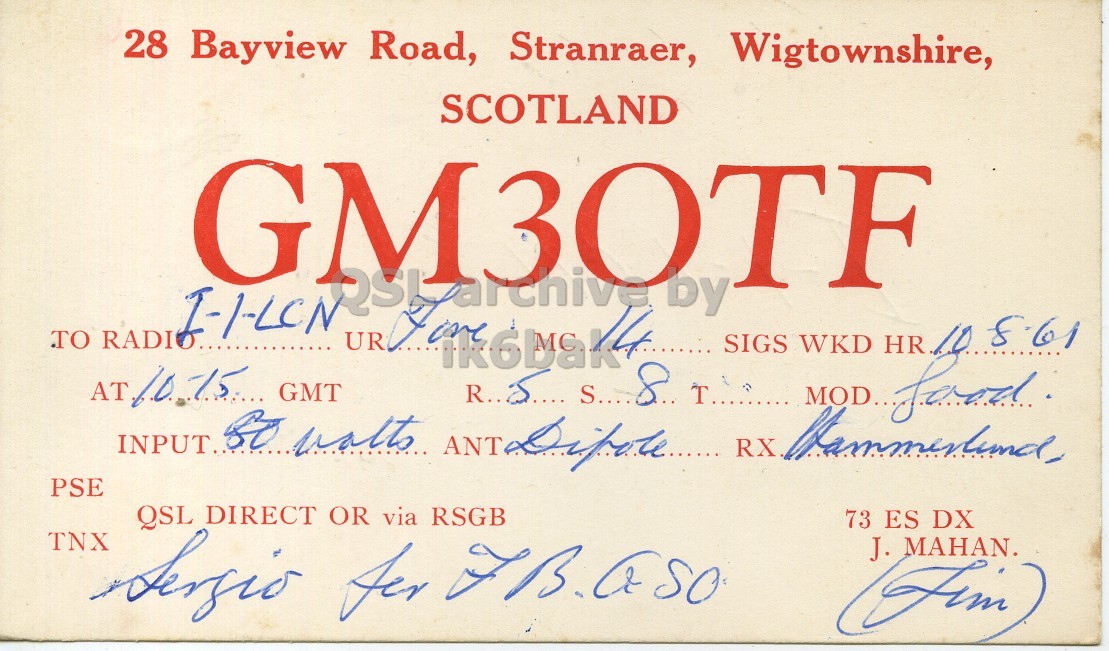 28 Bayview Road, Stranraer, Wigtownshire,
SCOTLAND
GM3OTF
QSL archive by
ik6bak
TO RADIO I-1-LCN UR Fone MC 14 SIGS WKD HR 10-8-61
AT 10-15 GMT R 5 S 8 T MOD Good.
INPUT 50 watts ANT Dipole RX Hammerlund,
PSE
QSL DIRECT OR via RSGB 73 ES DX
TNX J. MAHAN.
Sergio fer FB. QSO (Jim)